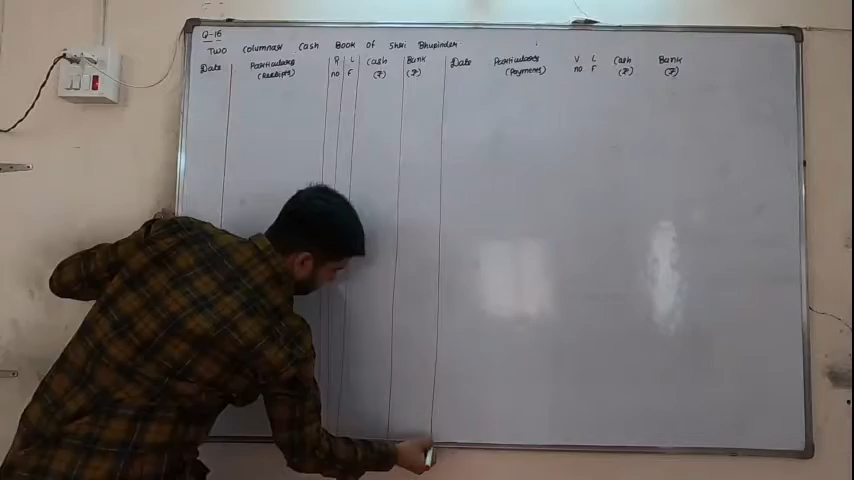 Q-16
Two Columnar Cash Book of Shri Bhupinder
Date Particulars R L Cash Bank Date Particulars V L Cash Bank
(Receipts) no F (₹) (₹) (Payments) no F (₹) (₹)